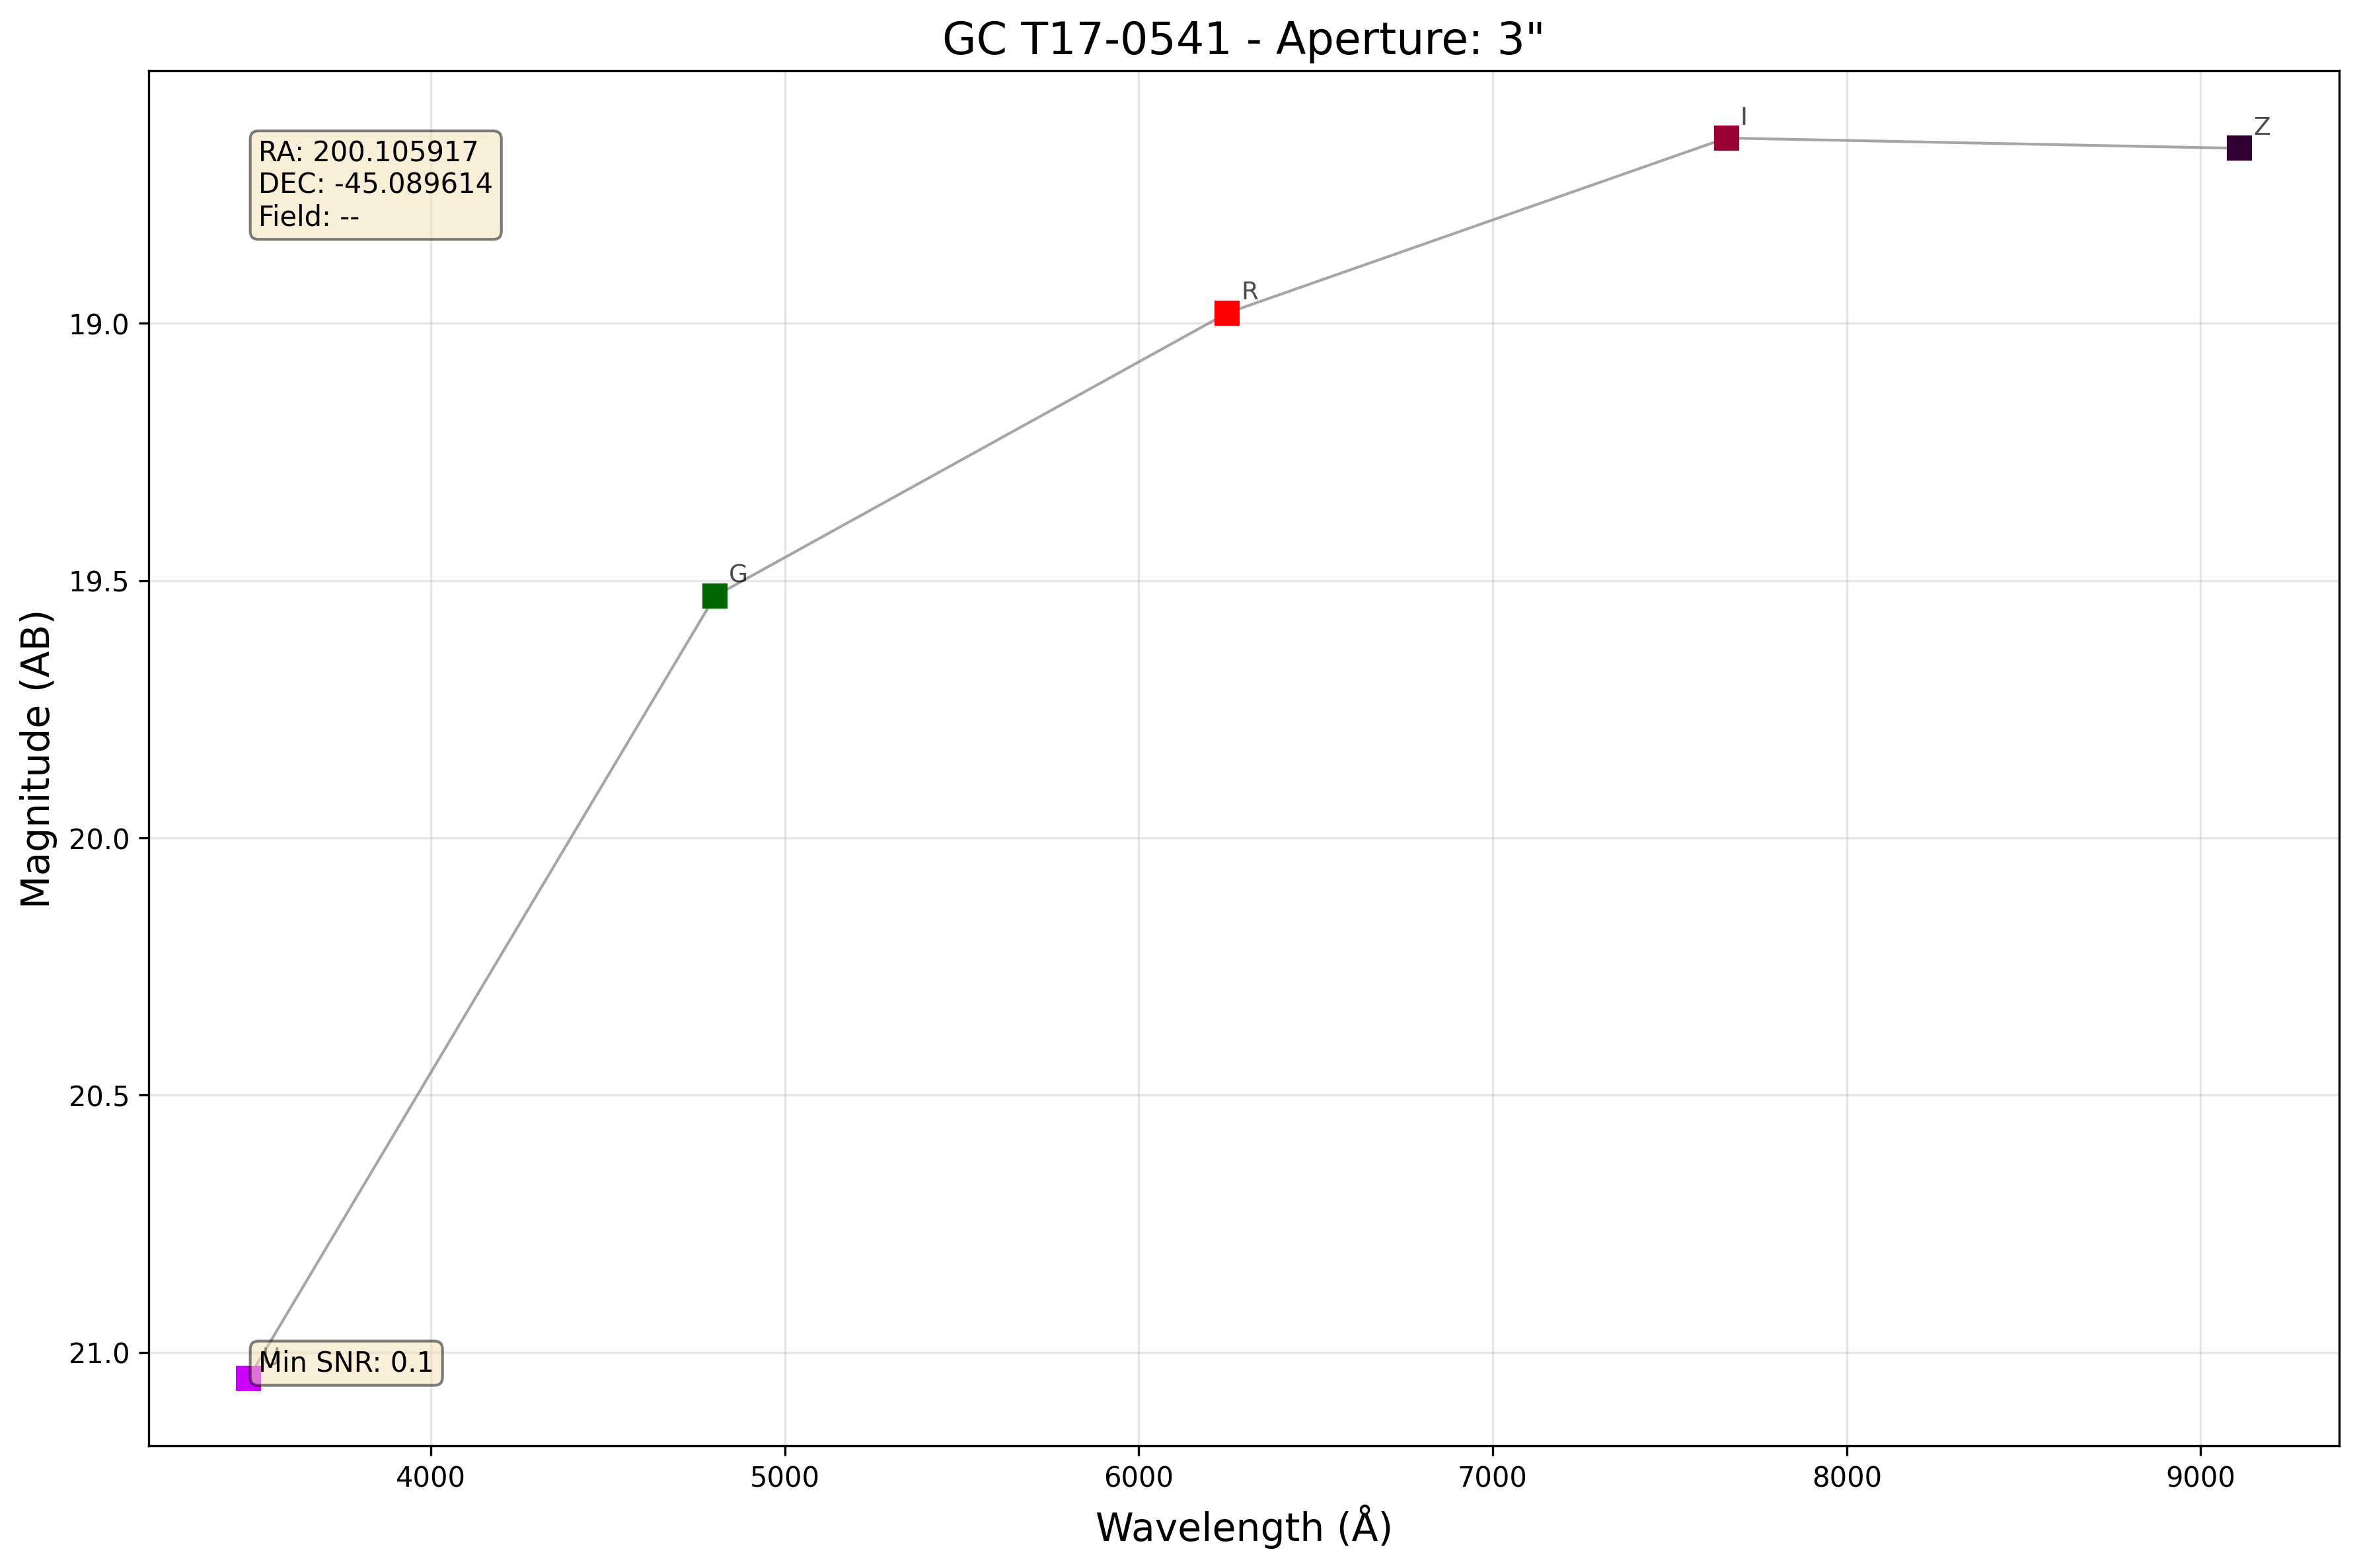 GC T17-0541 - Aperture: 3"
RA: 200.105917
DEC: -45.089614
Field: --
I
Z
R
G
Min SNR: 0.1
19.0
19.5
20.0
20.5
21.0
Magnitude (AB)
4000 5000 6000 7000 8000 9000
Wavelength (Å)